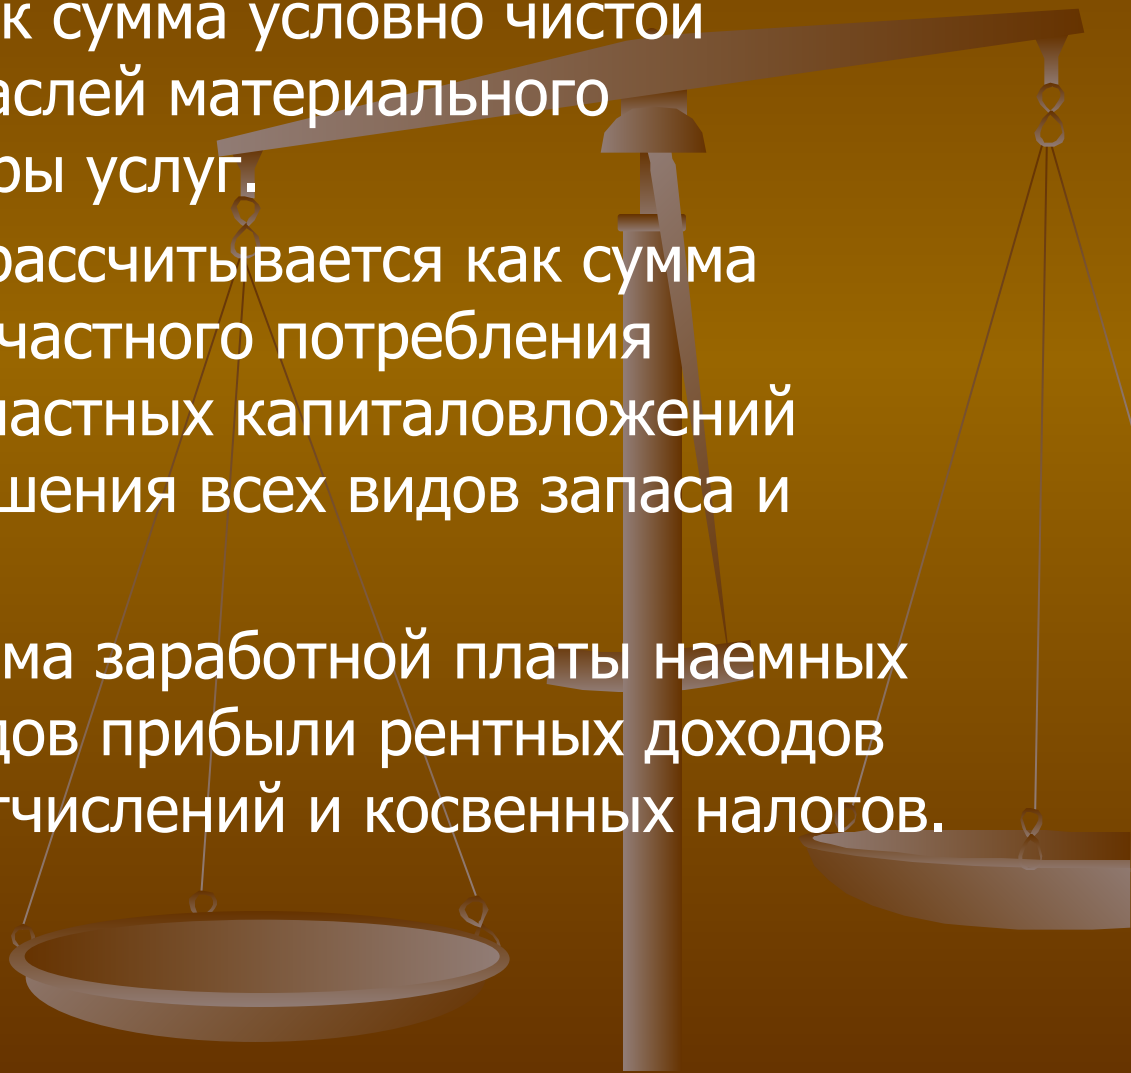 к сумма условно чистой
аслей материального
ры услуг.
рассчитывается как сумма
частного потребления
частных капиталовложений
шения всех видов запаса и
ма заработной платы наемных
дов прибыли рентных доходов
тчислений и косвенных налогов.